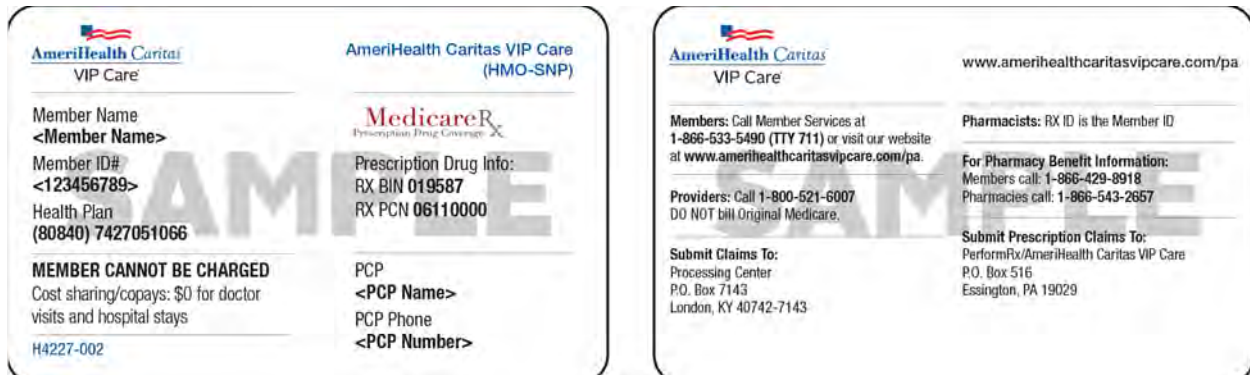 AmeriHealth Caritas
VIP Care
AmeriHealth Caritas VIP Care
(HMO-SNP)
Member Name
<Member Name>
Member ID#
<123456789>
Health Plan
(80840) 7427051066
MEMBER CANNOT BE CHARGED
Cost sharing/copays: $0 for doctor
visits and hospital stays
H4227-002
MedicareRx
Prescription Drug Coverage
Prescription Drug Info:
RX BIN 019587
RX PCN 06110000
PCP
<PCP Name>
PCP Phone
<PCP Number>
SAMPLE
AmeriHealth Caritas
VIP Care
www.amerihealthcaritasvipcare.com/pa
Members: Call Member Services at
1-866-533-5490 (TTY 711) or visit our website
at www.amerihealthcaritasvipcare.com/pa.
Providers: Call 1-800-521-6007
DO NOT bill Original Medicare.
Submit Claims To:
Processing Center
P.O. Box 7143
London, KY 40742-7143
Pharmacists: RX ID is the Member ID
For Pharmacy Benefit Information:
Members call: 1-866-429-8918
Pharmacies call: 1-866-543-2657
Submit Prescription Claims To:
PerformRx/AmeriHealth Caritas VIP Care
P.O. Box 516
Essington, PA 19029
SAMPLE